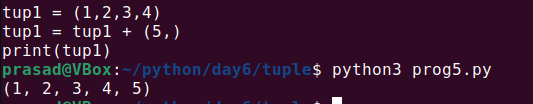 tup1 = (1,2,3,4)
tup1 = tup1 + (5,)
print(tup1)
prasad@VBox:~/python/day6/tuple$ python3 prog5.py
(1, 2, 3, 4, 5)